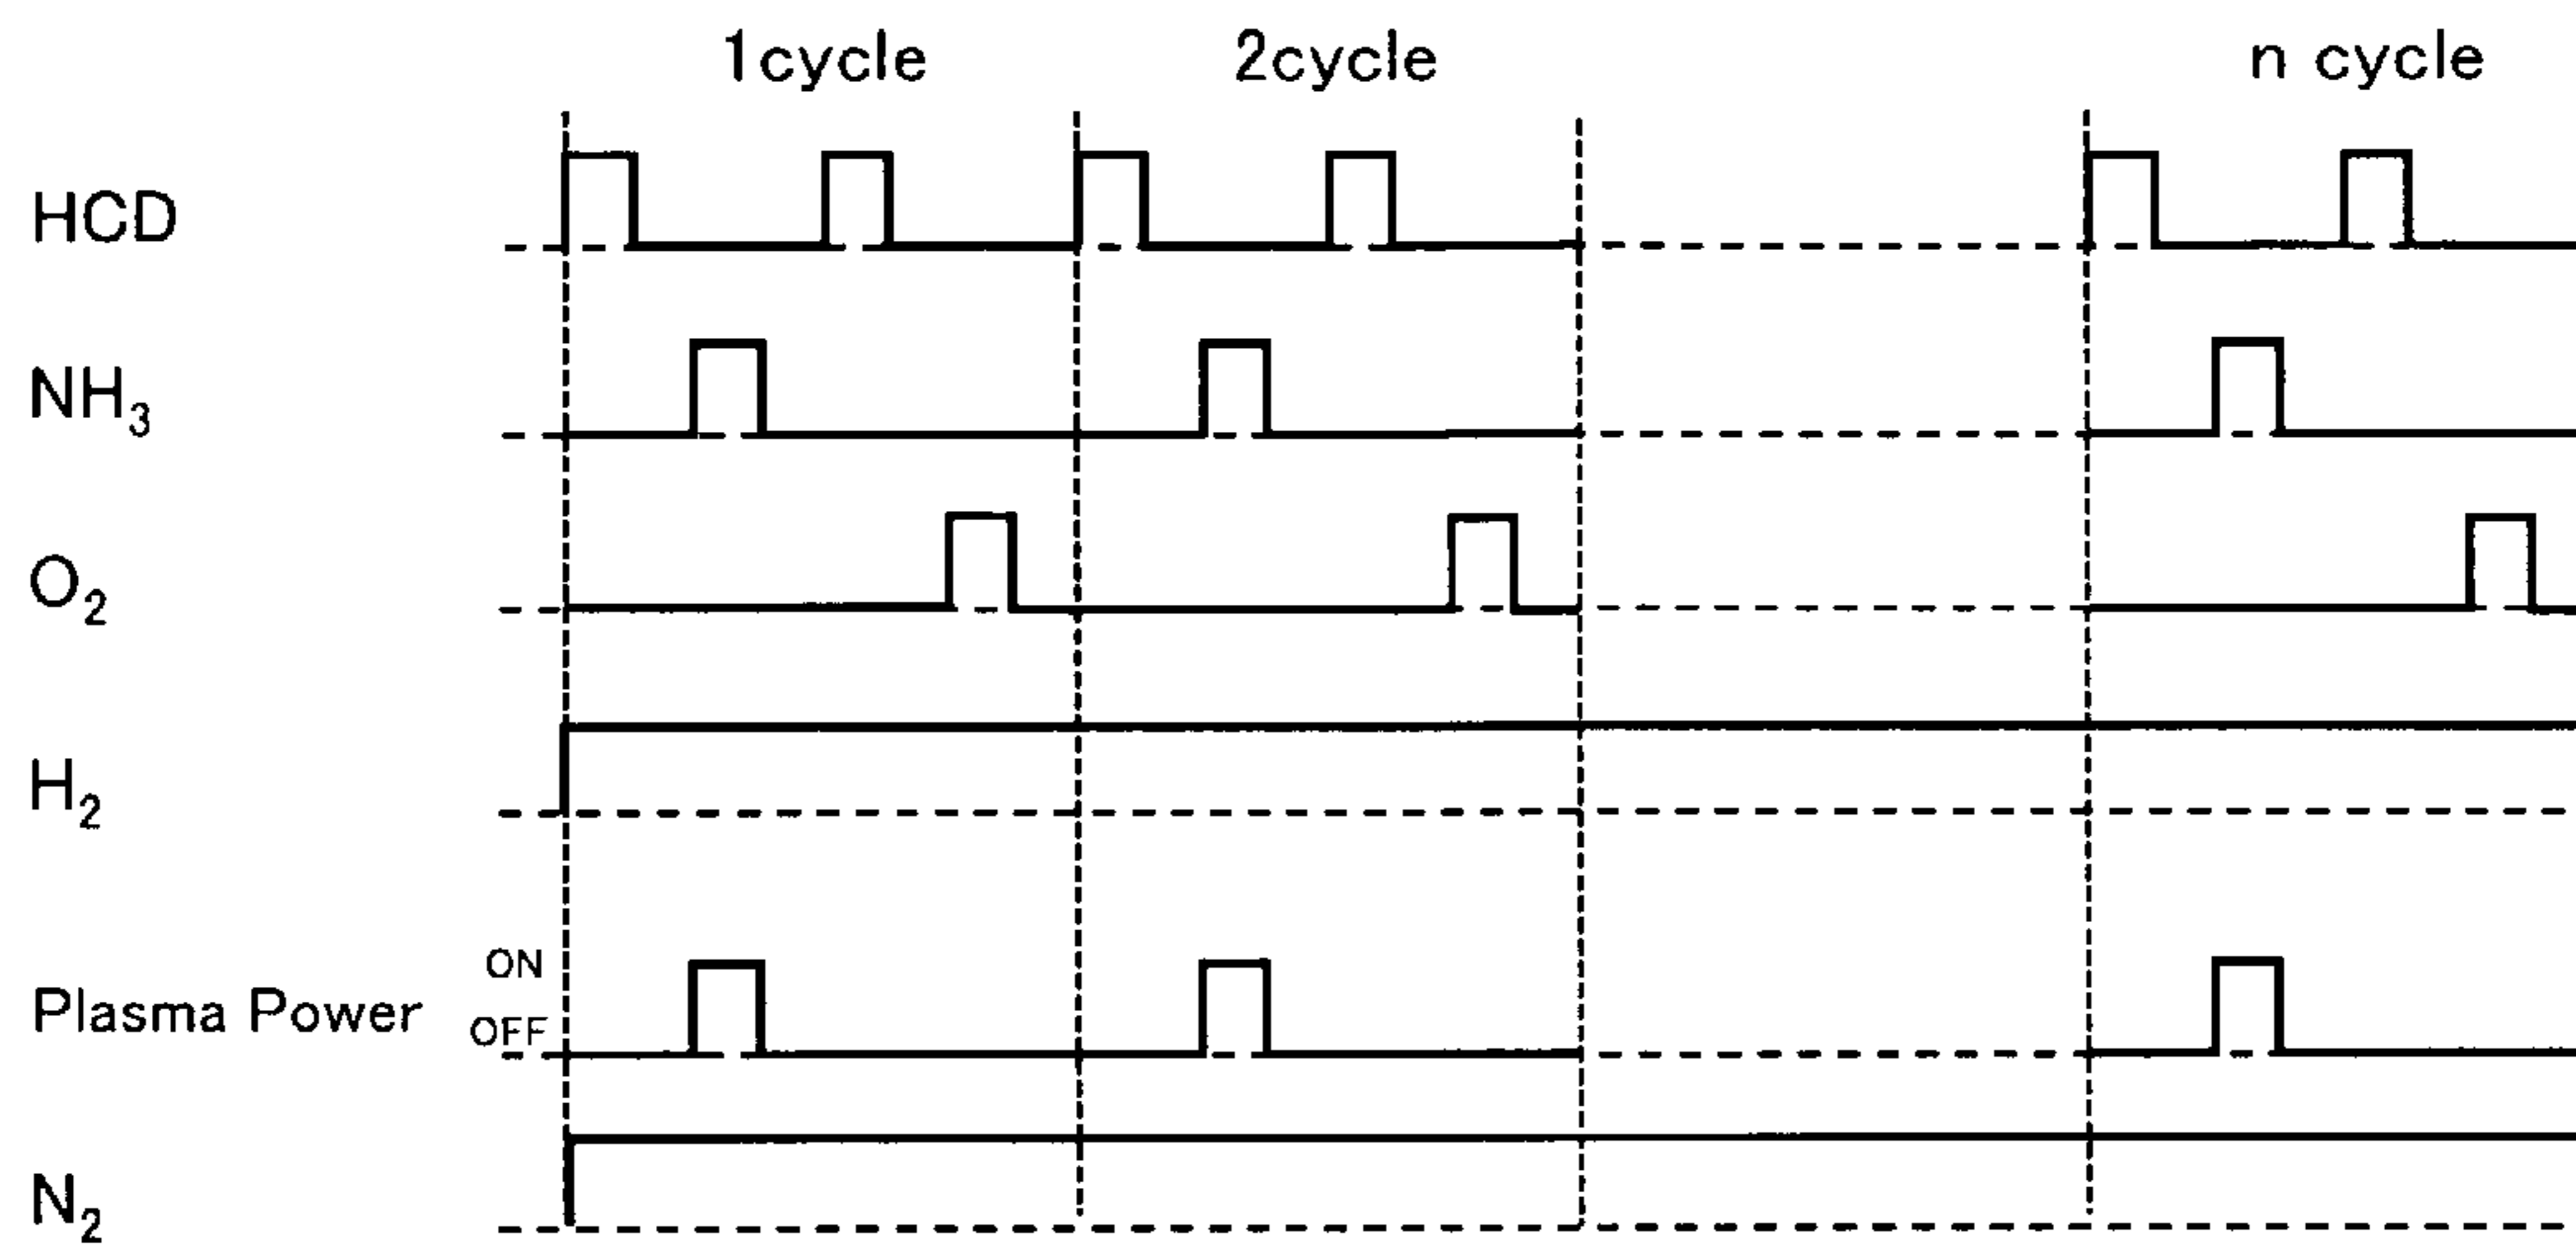 1cycle 2cycle n cycle
HCD
NH₃
O₂
H₂
ON
Plasma Power OFF
N₂